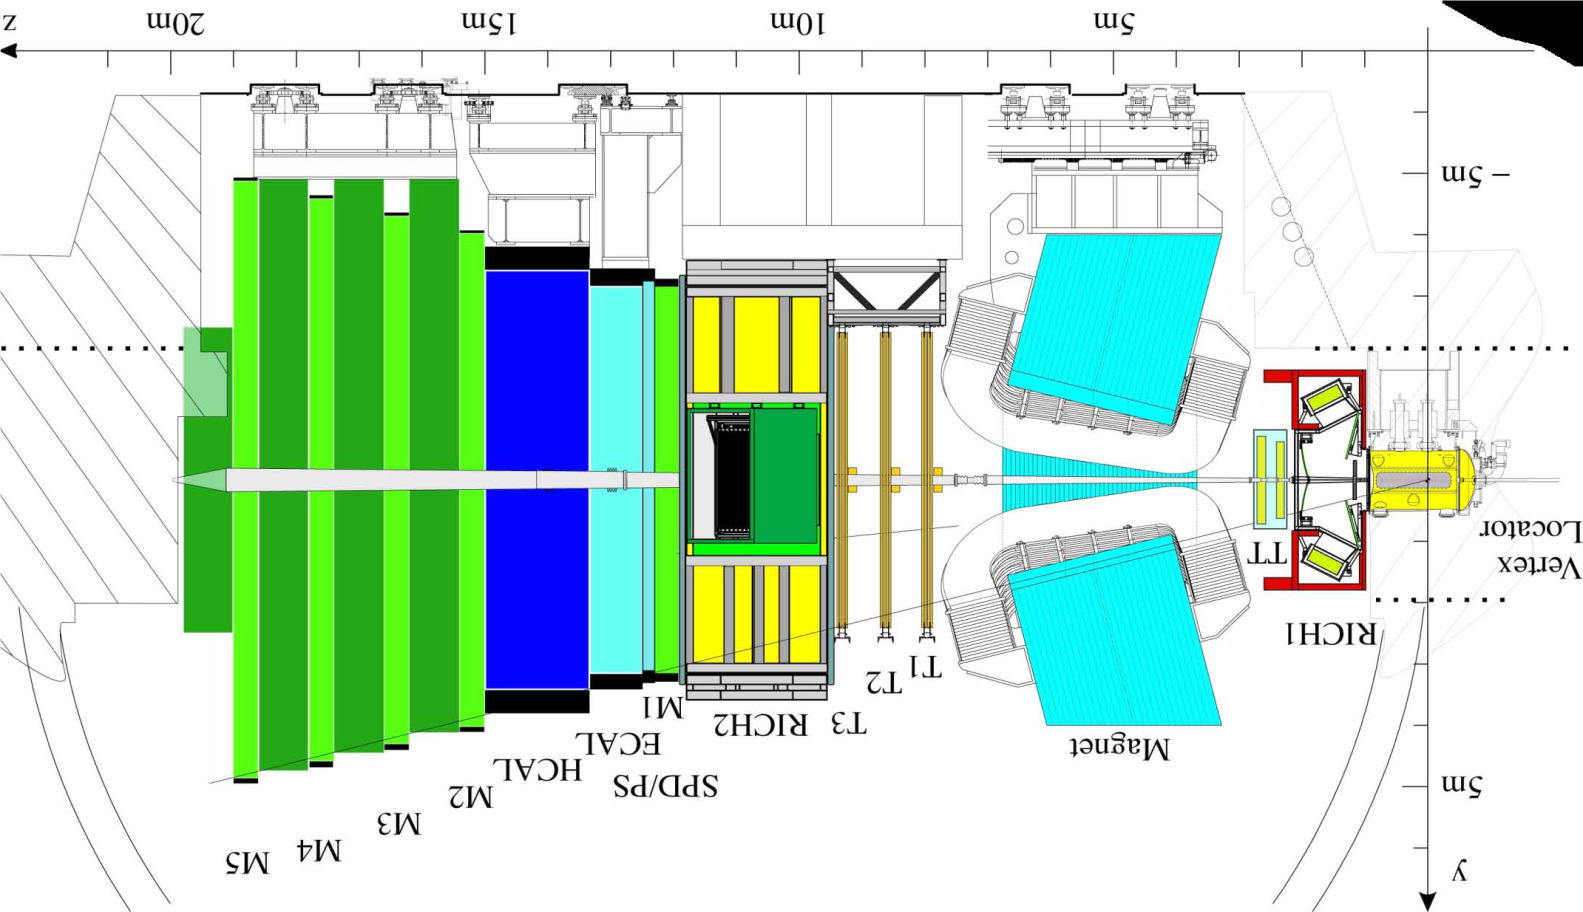 y
5m
M5
M4
M3
M2
HCAL
ECAL
SPD/PS
M1
RICH2
T3
T2
T1
Magnet
RICH1
TT
Vertex
Locator
– 5m
5m
10m
15m
20m
z